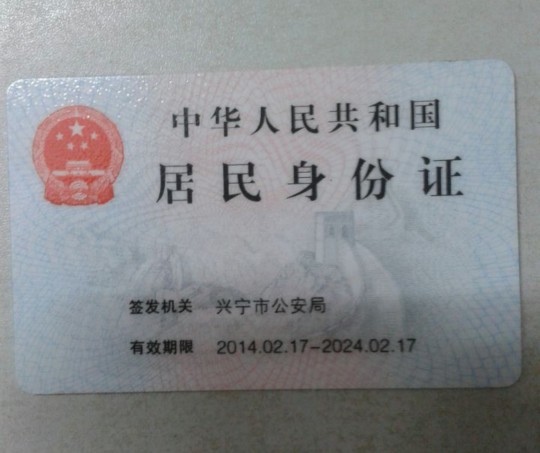 中华人民共和国
居民身份证
签发机关 兴宁市公安局
有效期限 2014.02.17-2024.02.17